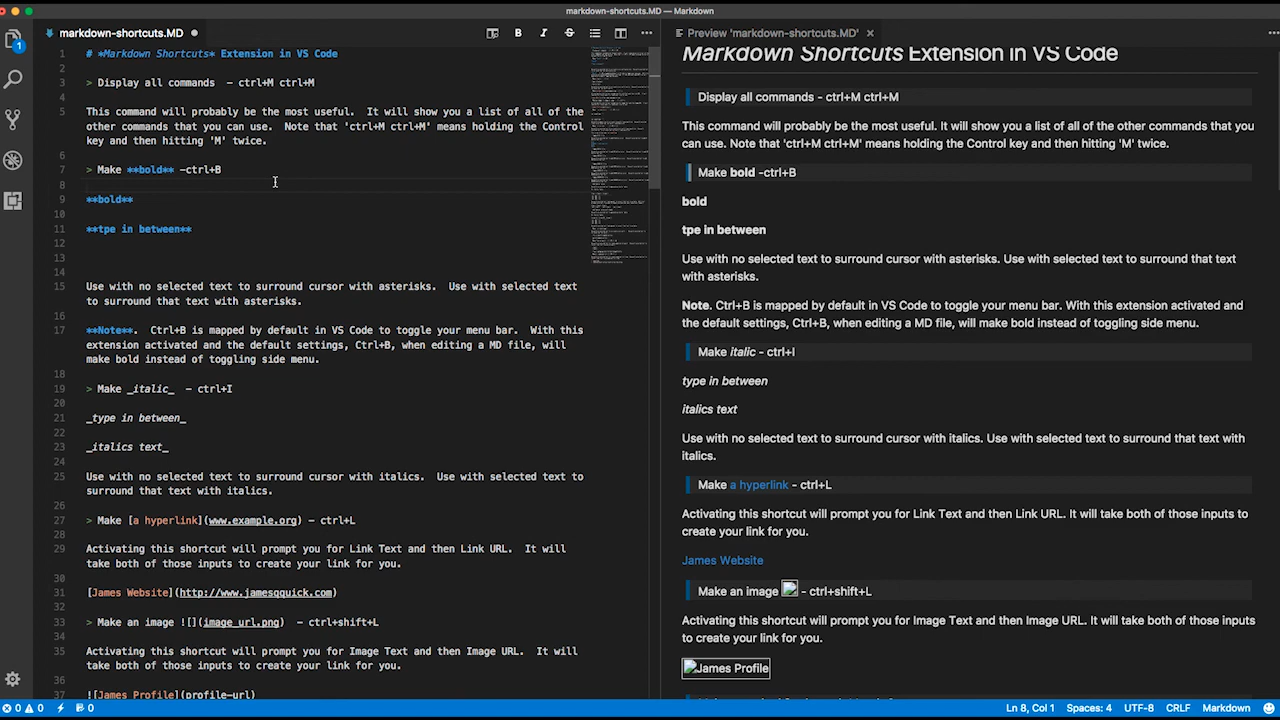 markdown-shortcuts.MD — Markdown
markdown-shortcuts.MD
1 # *Markdown Shortcuts* Extension in VS Code
2
3 > Display all commands - ctrl+M ctrl+M
4
5 This command will probably be the most useful. It will show you a list of all of the
other commands that you can use. Note that 'ctrl+M ctrl+M' means holding the Control
key and then hitting 'M' twice.
6
7 > Make **bold** -ctrl+B
8
9 **bold**
10
11 **tpe in between**
12
13
14
15 Use with no selected text to surround cursor with asterisks. Use with selected text
to surround that text with asterisks.
16
17 **Note**. Ctrl+B is mapped by default in VS Code to toggle your menu bar. With this
extension activated and the default settings, Ctrl+B, when editing a MD file, will
make bold instead of toggling side menu.
18
19 > Make _italic_ - ctrl+I
20
21 _type in between_
22
23 _italics text_
24
25 Use with no selected text to surround cursor with italics. Use with selected text to
surround that text with italics.
26
27 > Make [a hyperlink](www.example.org) - ctrl+L
28
29 Activating this shortcut will prompt you for Link Text and then Link URL. It will
take both of those inputs to create your link for you.
30
31 [James Website](http://www.jamesqquick.com)
32
33 > Make an image ![](image_url.png) - ctrl+shift+L
34
35 Activating this shortcut will prompt you for Image Text and then Image URL. It will
take both of those inputs to create your link for you.
36
37 ![James Profile](profile-url)
Preview 'markdown-shortcuts.MD'
Markdown Shortcuts Extension in VS Code
Display all commands - ctrl+M ctrl+M
This command will probably be the most useful. It will show you a list of all of the other commands that you
can use. Note that 'ctrl+M ctrl+M' means holding the Control key and then hitting 'M' twice.
Make bold -ctrl+B
bold
tpe in between
Use with no selected text to surround cursor with asterisks. Use with selected text to surround that text
with asterisks.
Note. Ctrl+B is mapped by default in VS Code to toggle your menu bar. With this extension activated and
the default settings, Ctrl+B, when editing a MD file, will make bold instead of toggling side menu.
Make italic - ctrl+I
type in between
italics text
Use with no selected text to surround cursor with italics. Use with selected text to surround that text with
italics.
Make a hyperlink - ctrl+L
Activating this shortcut will prompt you for Link Text and then Link URL. It will take both of those inputs to
create your link for you.
James Website
Make an image - ctrl+shift+L
Activating this shortcut will prompt you for Image Text and then Image URL. It will take both of those inputs
to create your link for you.
James Profile
1
B I S
0 0 0
Ln 8, Col 1 Spaces: 4 UTF-8 CRLF Markdown